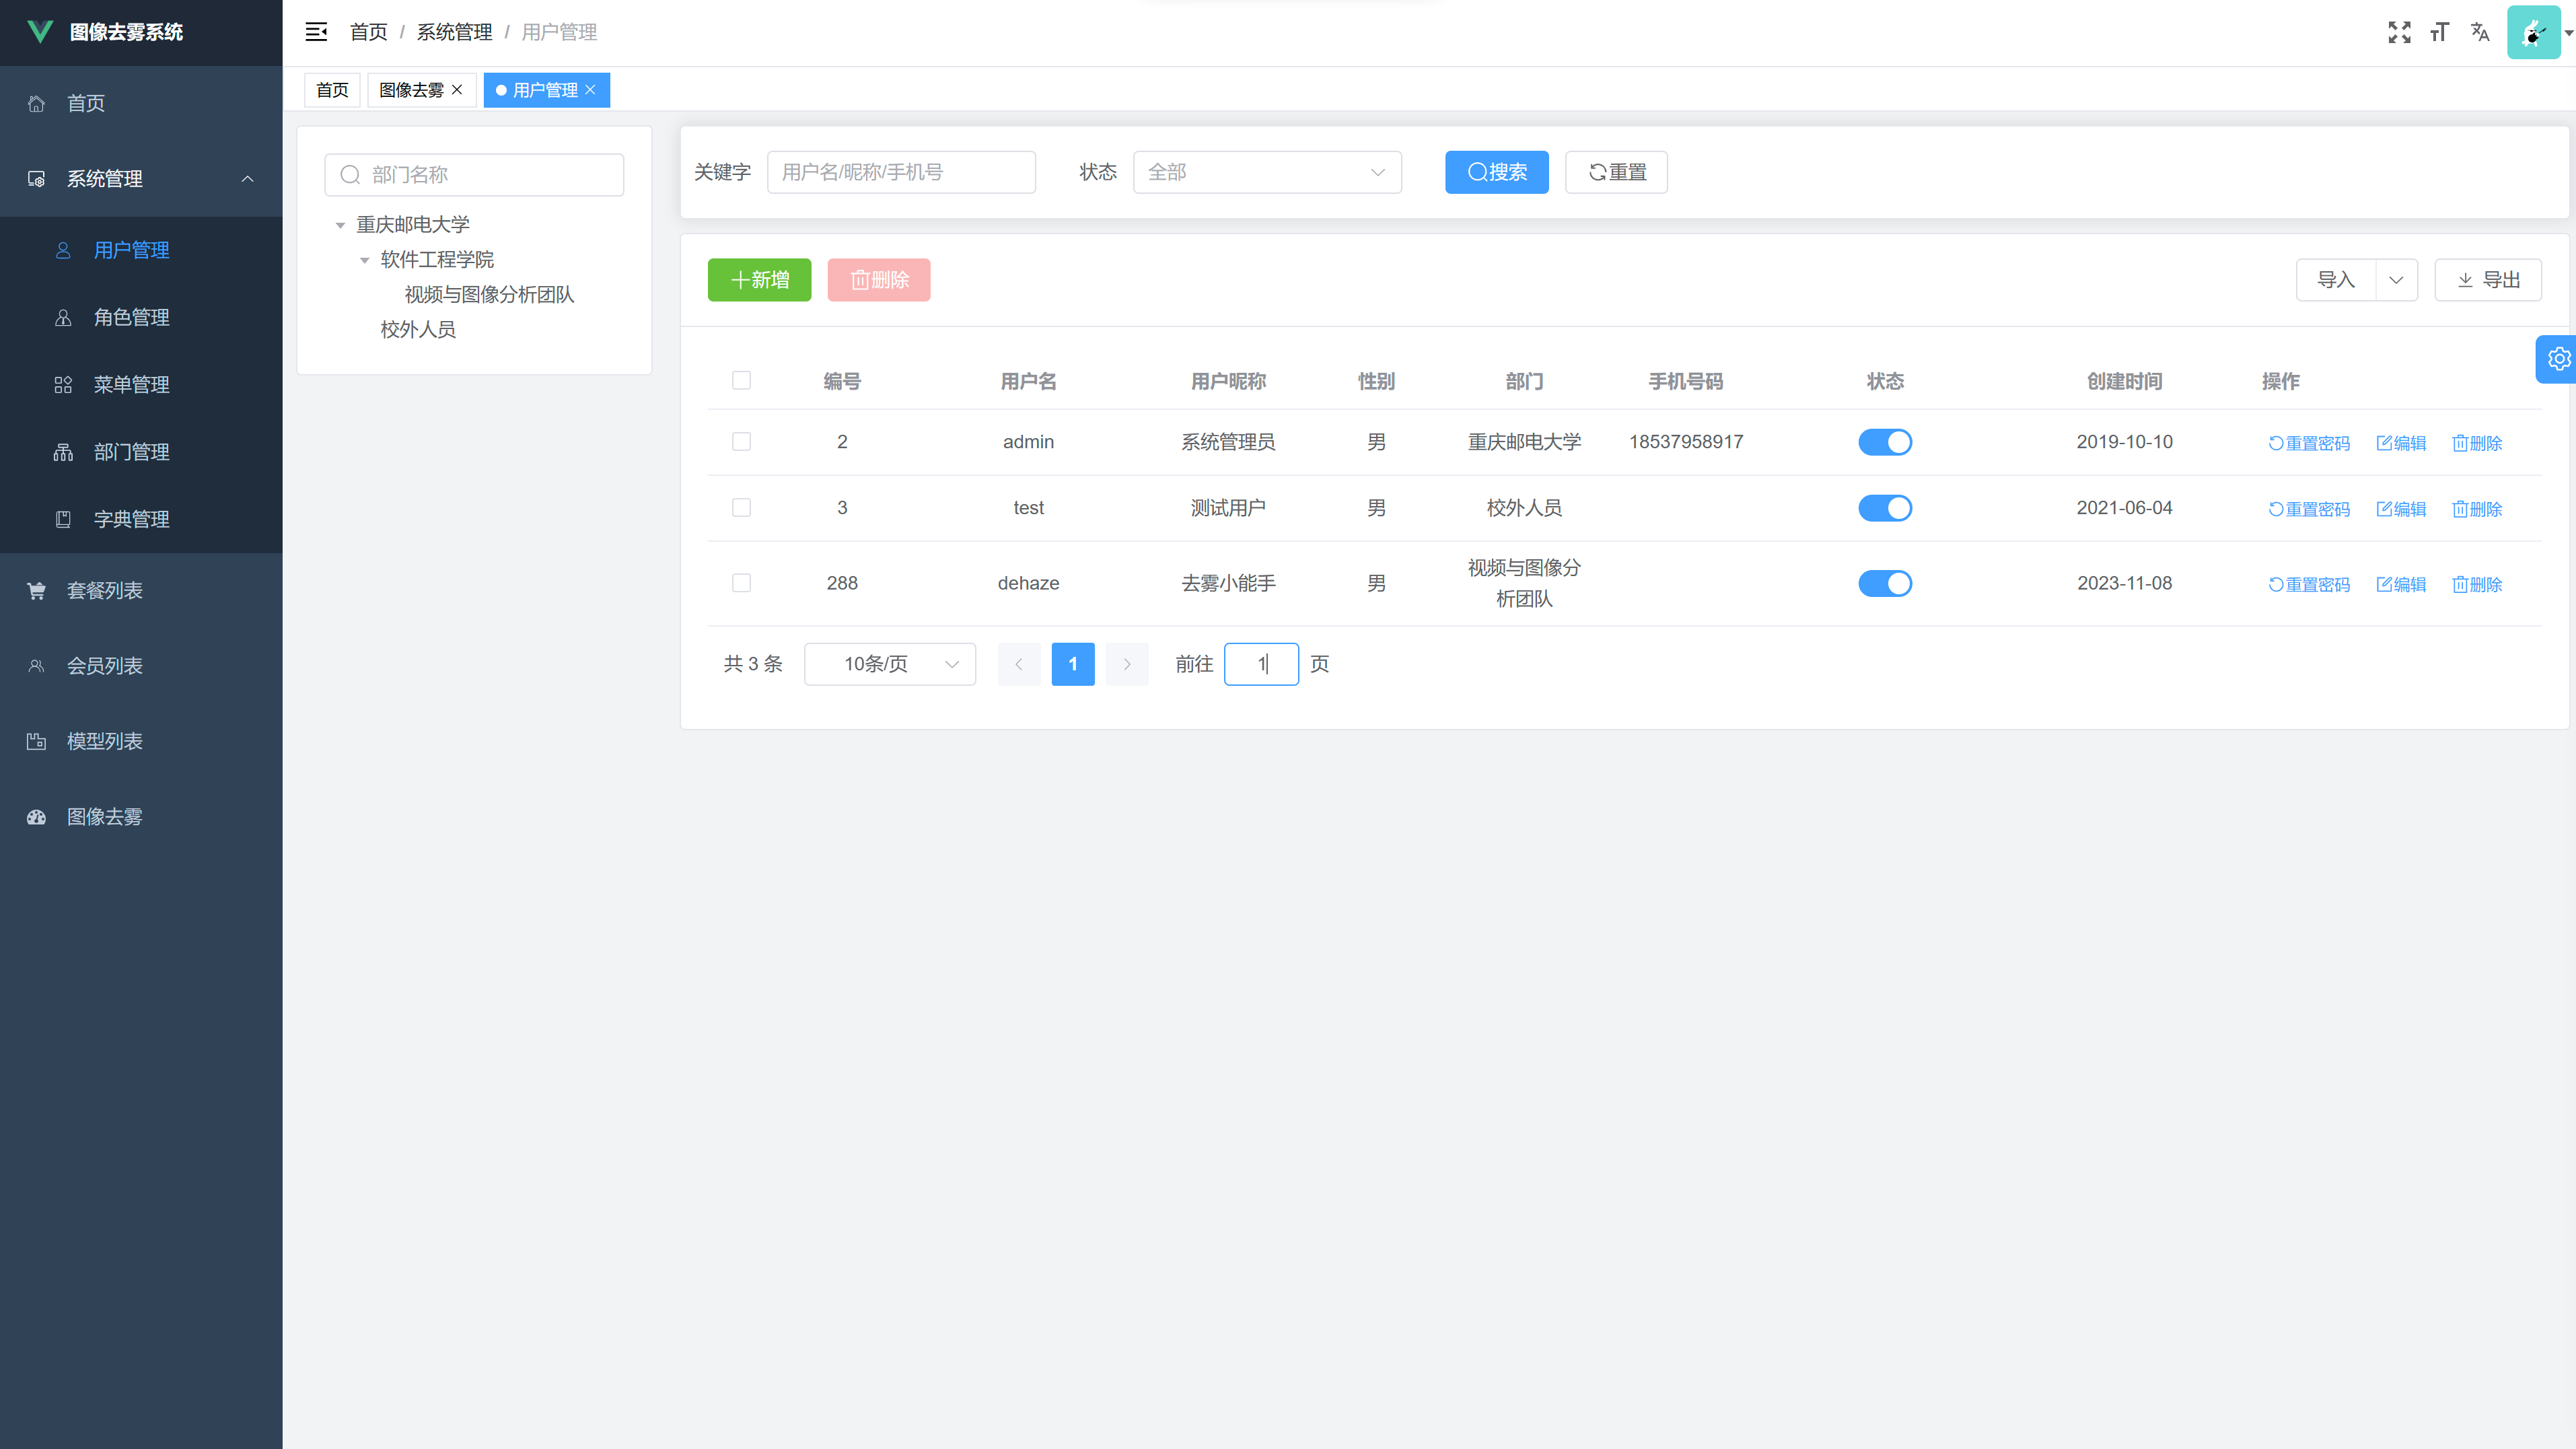 图像去雾系统
首页 / 系统管理 / 用户管理
首页
图像去雾
用户管理
首页
系统管理
用户管理
角色管理
菜单管理
部门管理
字典管理
套餐列表
会员列表
模型列表
图像去雾
部门名称
重庆邮电大学
软件工程学院
视频与图像分析团队
校外人员
关键字 用户名/昵称/手机号 状态 全部 搜索 重置
新增 删除 导入 导出
编号 用户名 用户昵称 性别 部门 手机号码 状态 创建时间 操作
2 admin 系统管理员 男 重庆邮电大学 18537958917 2019-10-10 重置密码 编辑 删除
3 test 测试用户 男 校外人员 2021-06-04 重置密码 编辑 删除
288 dehaze 去雾小能手 男 视频与图像分析团队 2023-11-08 重置密码 编辑 删除
共 3 条 10条/页 1 前往 1 页